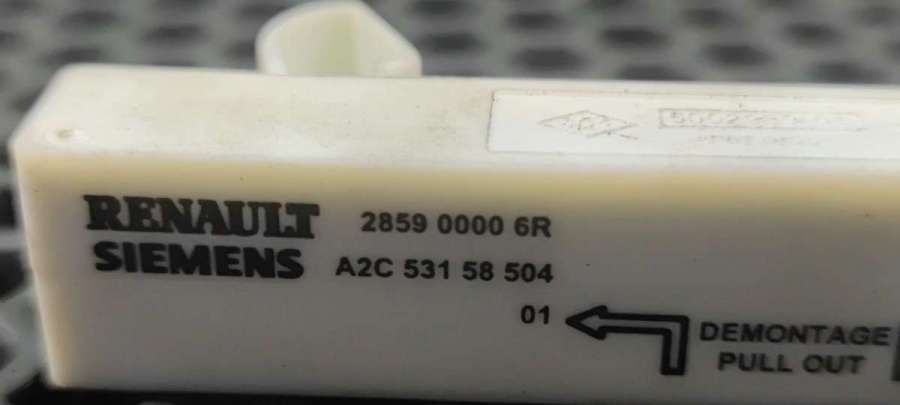 RENAULT 2859 0000 6R
SIEMENS A2C 531 58 504
01
DEMONTAGE
PULL OUT